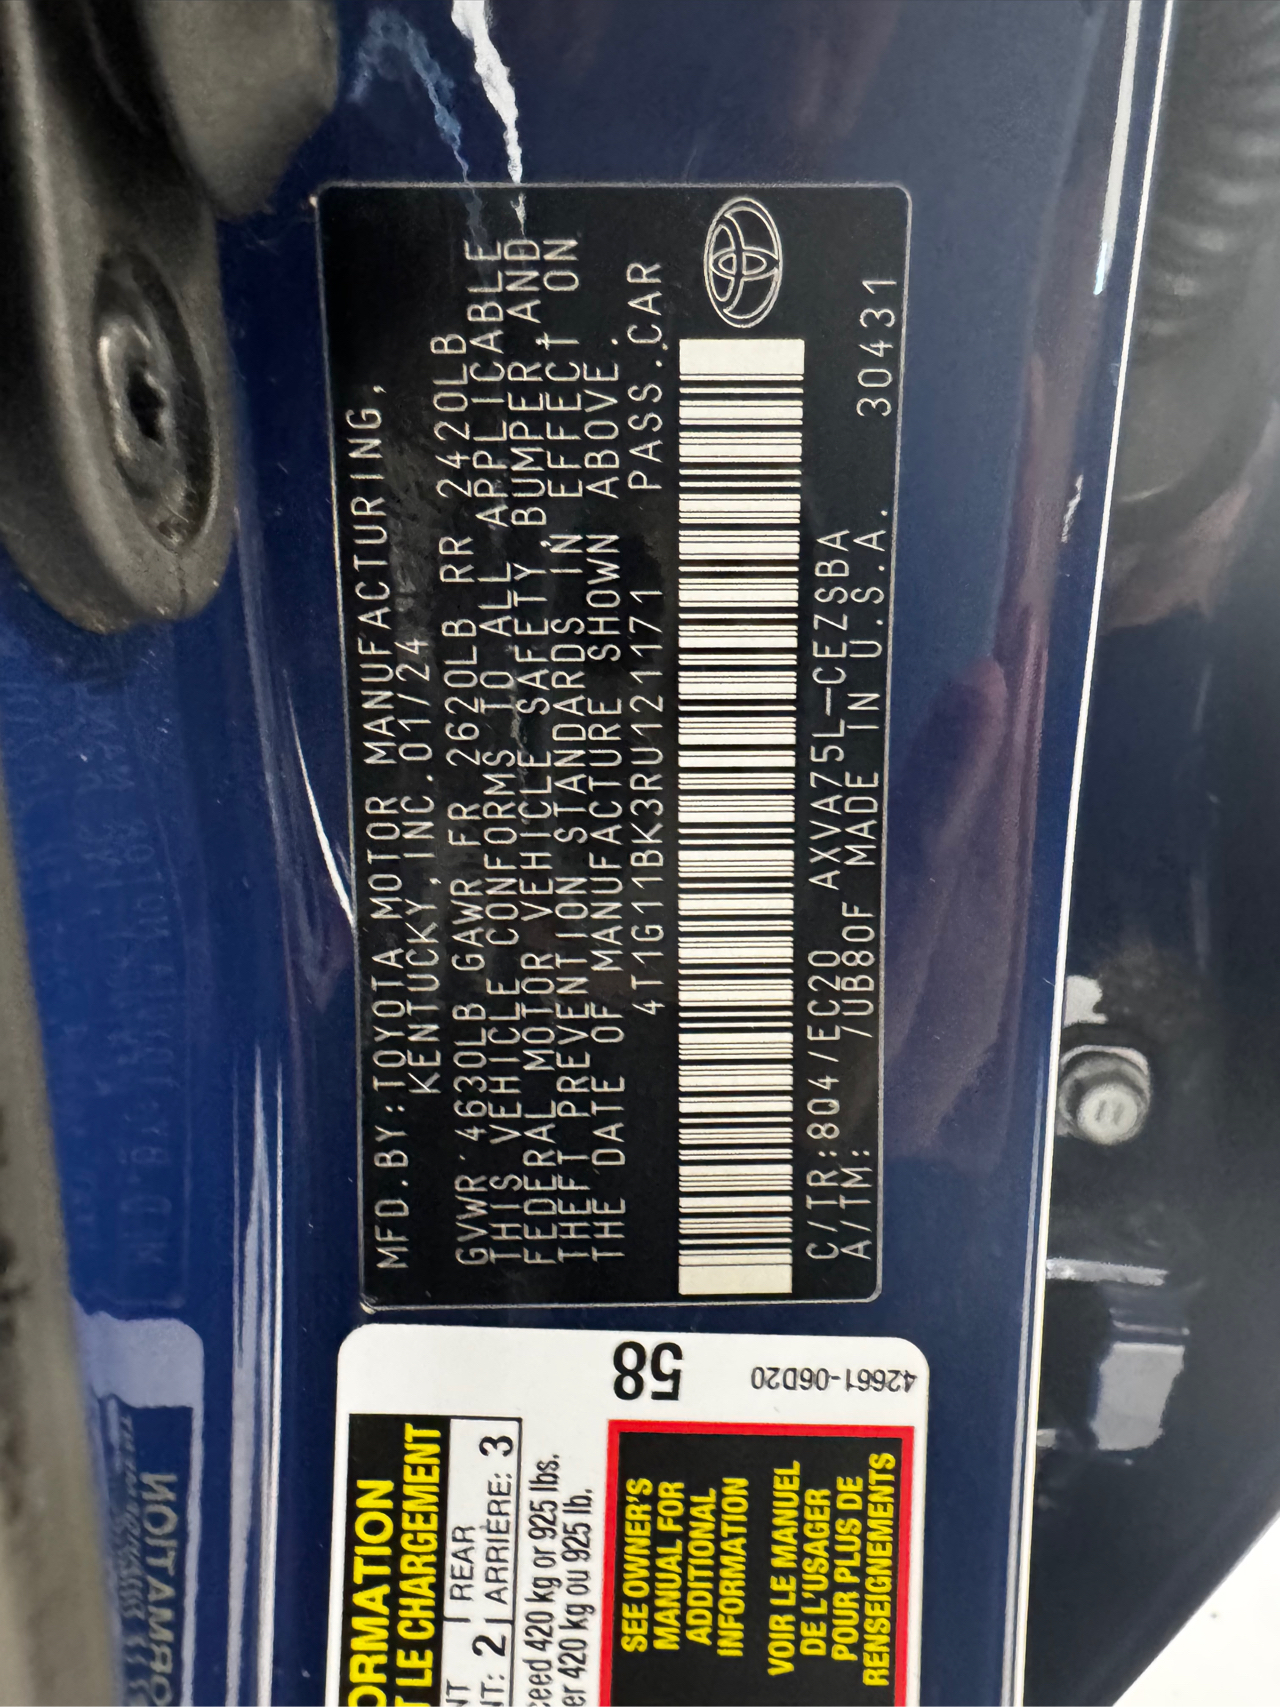 MFD.BY:TOYOTA MOTOR MANUFACTURING,
KENTUCKY,INC.01/24
GVWR 4630LB GAWR FR 2620LB RR 2420LB
THIS VEHICLE CONFORMS TO ALL APPLICABLE
FEDERAL MOTOR VEHICLE SAFETY,BUMPER, AND
THEFT PREVENTION STANDARDS IN EFFECT ON
THE DATE OF MANUFACTURE SHOWN ABOVE.
4T1G11BK3RU121171 PASS.CAR
C/TR:804/EC20 AXVA75L-CEZSBA
A/TM: /UB80F MADE IN U.S.A. 30431
58
42661-06D20
ORMATION
T LE CHARGEMENT
NT REAR
NT: 2 ARRIÈRE: 3
ceed 420 kg or 925 lbs.
er 420 kg ou 925 lb.
SEE OWNER'S
MANUAL FOR
ADDITIONAL
INFORMATION
VOIR LE MANUEL
DE L'USAGER
POUR PLUS DE
RENSEIGNEMENTS